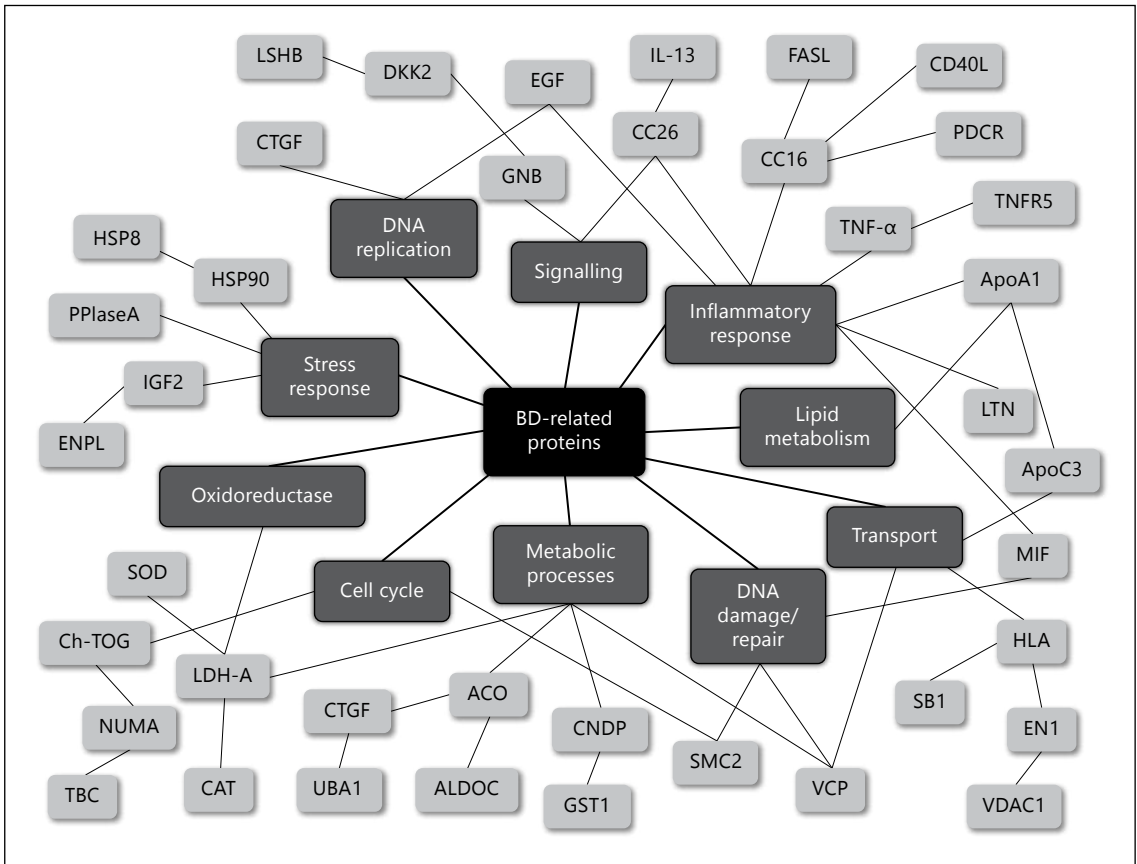 LSHB
DKK2
EGF
IL-13
FASL
CD40L
CTGF
GNB
CC26
CC16
PDCR
HSP8
HSP90
DNA
replication
Signalling
TNF-α
TNFR5
PPlaseA
Stress
response
Inflammatory
response
ApoA1
IGF2
ENPL
BD-related
proteins
Lipid
metabolism
LTN
ApoC3
Oxidoreductase
Metabolic
processes
Transport
MIF
SOD
Cell cycle
DNA
damage/
repair
Ch-TOG
LDH-A
HLA
NUMA
CTGF
ACO
CNDP
SB1
EN1
TBC
CAT
UBA1
ALDOC
GST1
SMC2
VCP
VDAC1